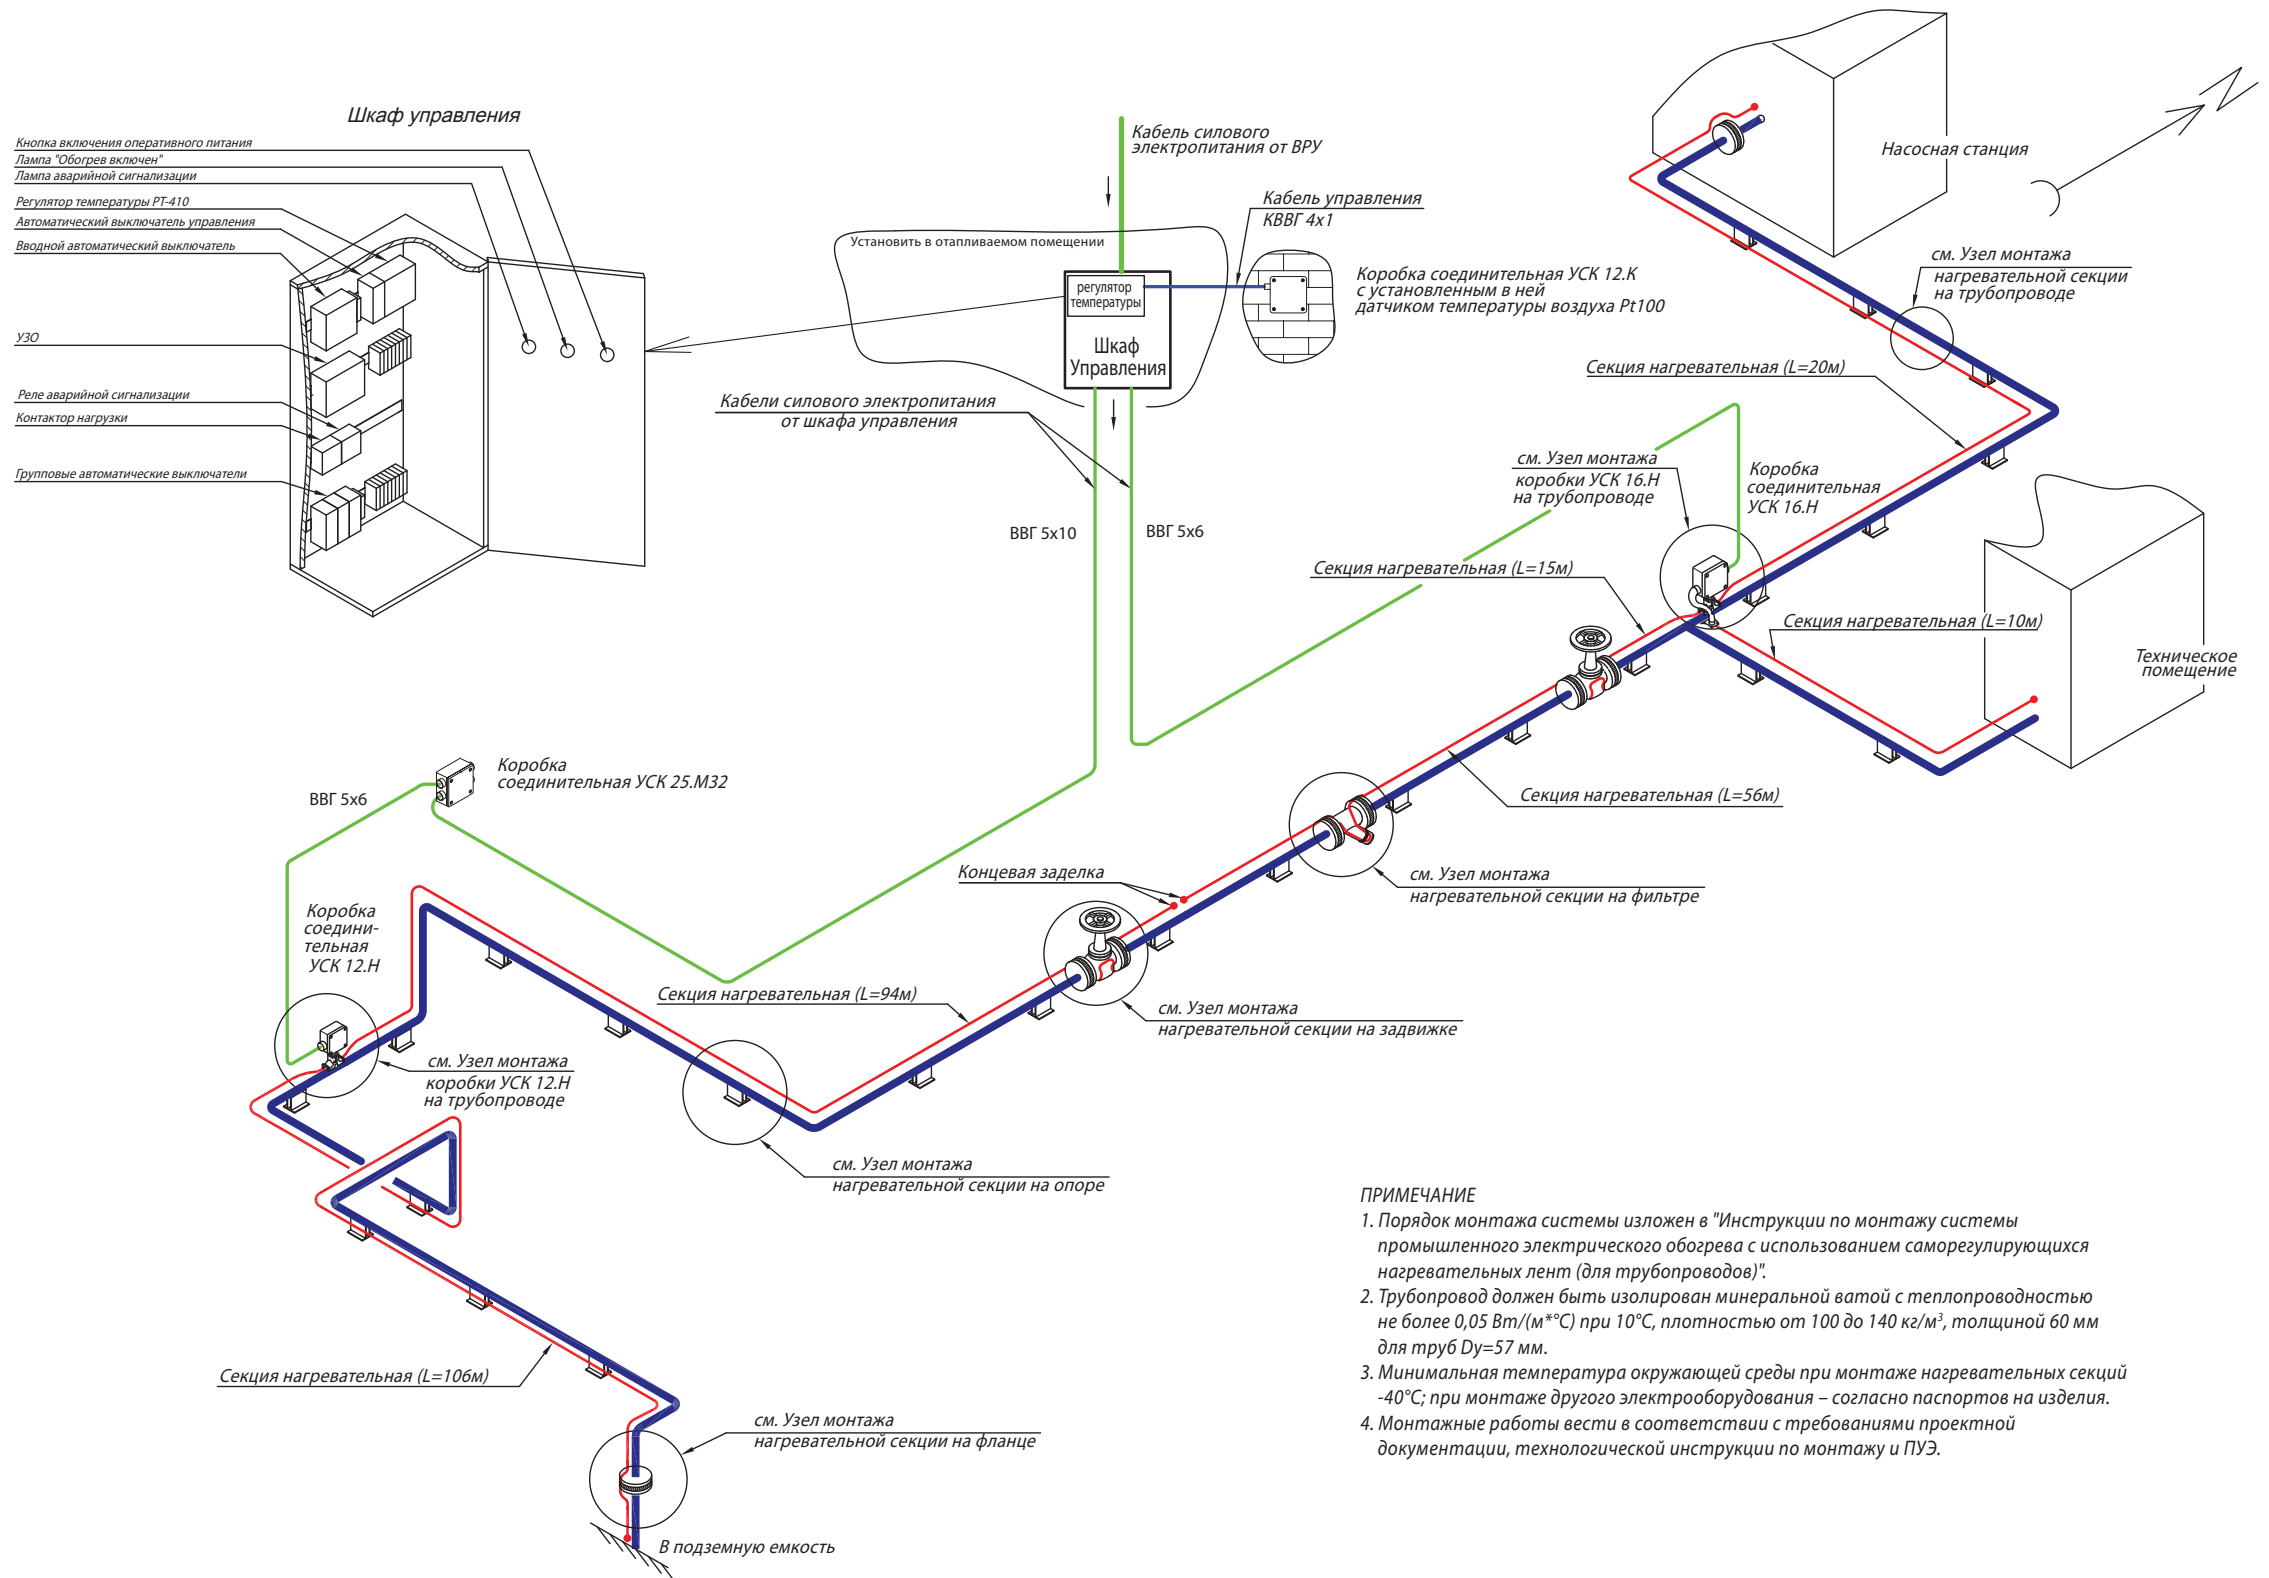 Шкаф управления
Кнопка включения оперативного питания
Лампа "Обогрев включен"
Лампа аварийной сигнализации
Регулятор температуры РТ-410
Автоматический выключатель управления
Вводной автоматический выключатель
УЗО
Реле аварийной сигнализации
Контактор нагрузки
Групповые автоматические выключатели
Кабель силового
электропитания от ВРУ
Кабель управления
КВВГ 4х1
Установить в отапливаемом помещении
регулятор
температуры
Шкаф
Управления
Коробка соединительная УСК 12.К
с установленным в ней
датчиком температуры воздуха Pt100
Кабели силового электропитания
от шкафа управления
ВВГ 5х10
ВВГ 5х6
Насосная станция
N
см. Узел монтажа
нагревательной секции
на трубопроводе
Секция нагревательная (L=20м)
см. Узел монтажа
коробки УСК 16.Н
на трубопроводе
Коробка
соединительная
УСК 16.Н
Секция нагревательная (L=15м)
Секция нагревательная (L=10м)
Техническое
помещение
Секция нагревательная (L=56м)
см. Узел монтажа
нагревательной секции на фильтре
Концевая заделка
Коробка
соединительная УСК 25.М32
ВВГ 5х6
Коробка
соедини-
тельная
УСК 12.Н
Секция нагревательная (L=94м)
см. Узел монтажа
нагревательной секции на задвижке
см. Узел монтажа
коробки УСК 12.Н
на трубопроводе
см. Узел монтажа
нагревательной секции на опоре
Секция нагревательная (L=106м)
см. Узел монтажа
нагревательной секции на фланце
В подземную емкость
ПРИМЕЧАНИЕ
1. Порядок монтажа системы изложен в "Инструкции по монтажу системы
промышленного электрического обогрева с использованием саморегулирующихся
нагревательных лент (для трубопроводов)".
2. Трубопровод должен быть изолирован минеральной ватой с теплопроводностью
не более 0,05 Вт/(м*°С) при 10°С, плотностью от 100 до 140 кг/м³, толщиной 60 мм
для труб Dу=57 мм.
3. Минимальная температура окружающей среды при монтаже нагревательных секций
-40°С; при монтаже другого электрооборудования – согласно паспортов на изделия.
4. Монтажные работы вести в соответствии с требованиями проектной
документации, технологической инструкции по монтажу и ПУЭ.